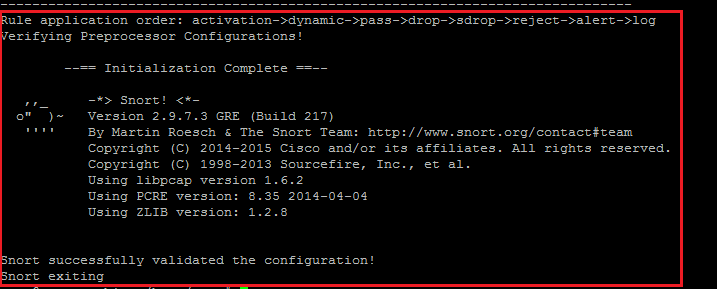 Rule application order: activation->dynamic->pass->drop->sdrop->reject->alert->log
Verifying Preprocessor Configurations!
--== Initialization Complete ==--
,,_ -*> Snort! <*-
o" )~ Version 2.9.7.3 GRE (Build 217)
'''' By Martin Roesch & The Snort Team: http://www.snort.org/contact#team
Copyright (C) 2014-2015 Cisco and/or its affiliates. All rights reserved.
Copyright (C) 1998-2013 Sourcefire, Inc., et al.
Using libpcap version 1.6.2
Using PCRE version: 8.35 2014-04-04
Using ZLIB version: 1.2.8
Snort successfully validated the configuration!
Snort exiting